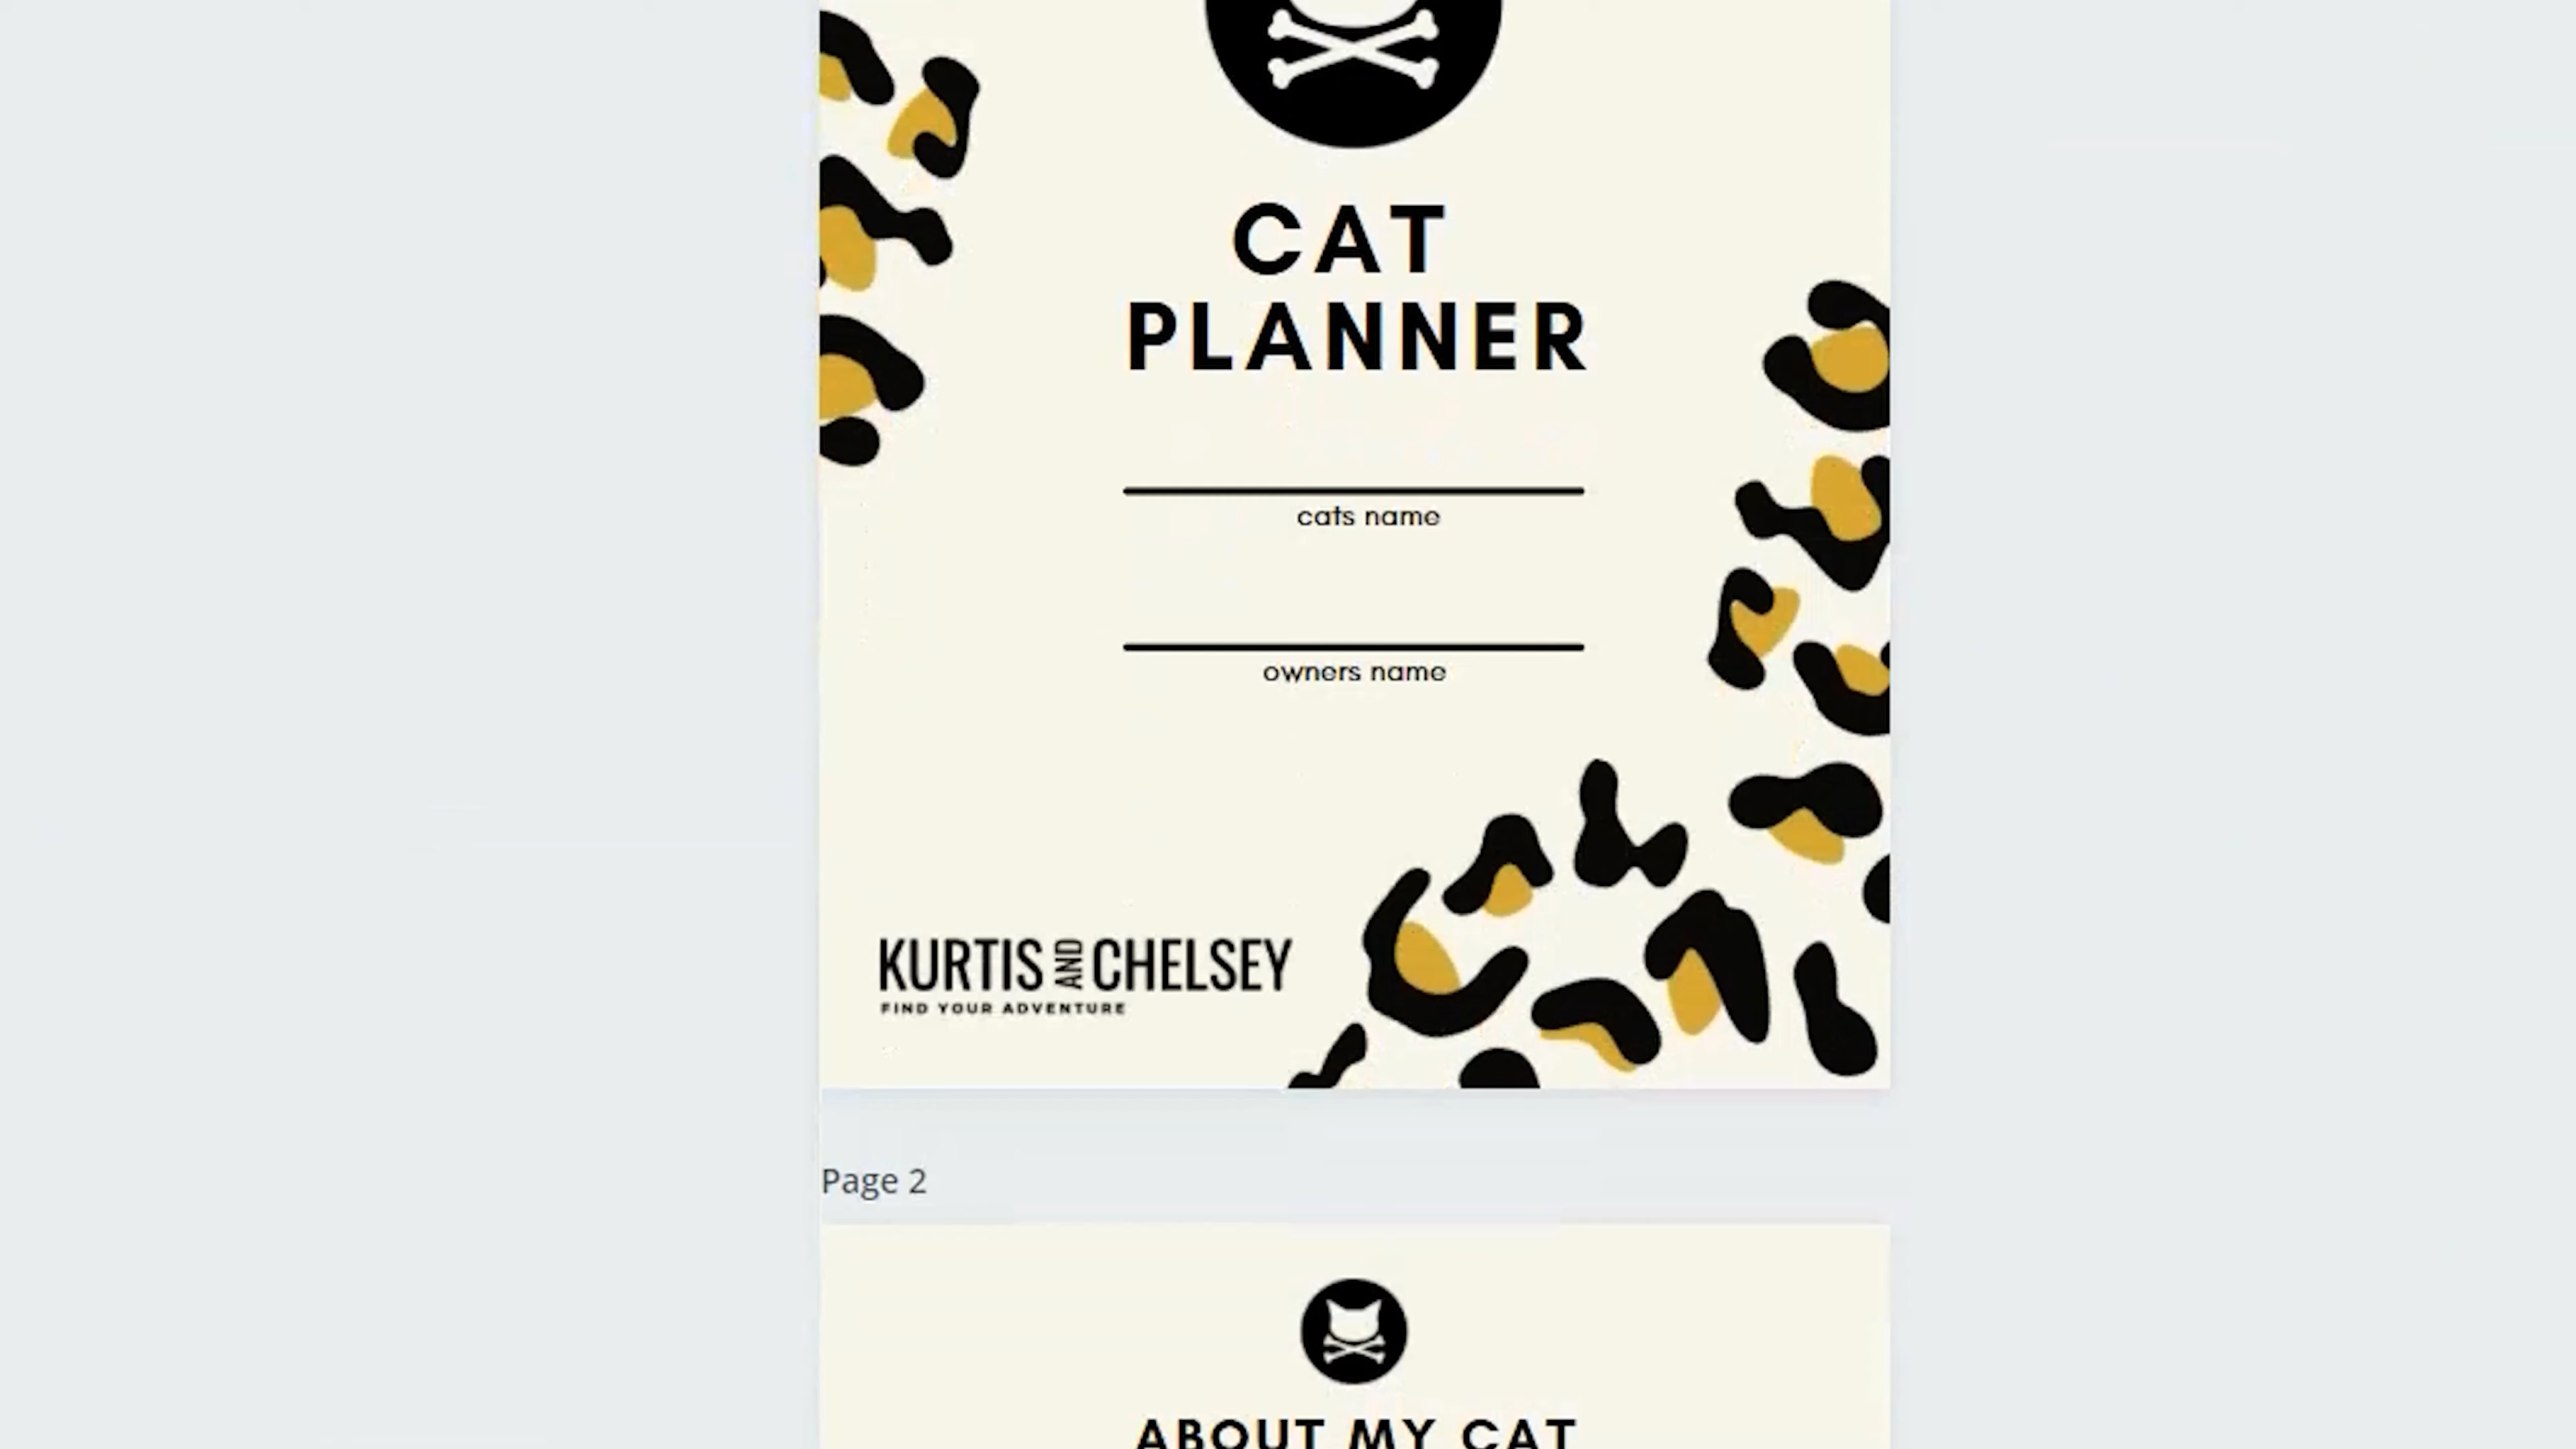 CAT
PLANNER
cats name
owners name
KURTIS AND CHELSEY
FIND YOUR ADVENTURE
Page 2
ABOUT MY CAT